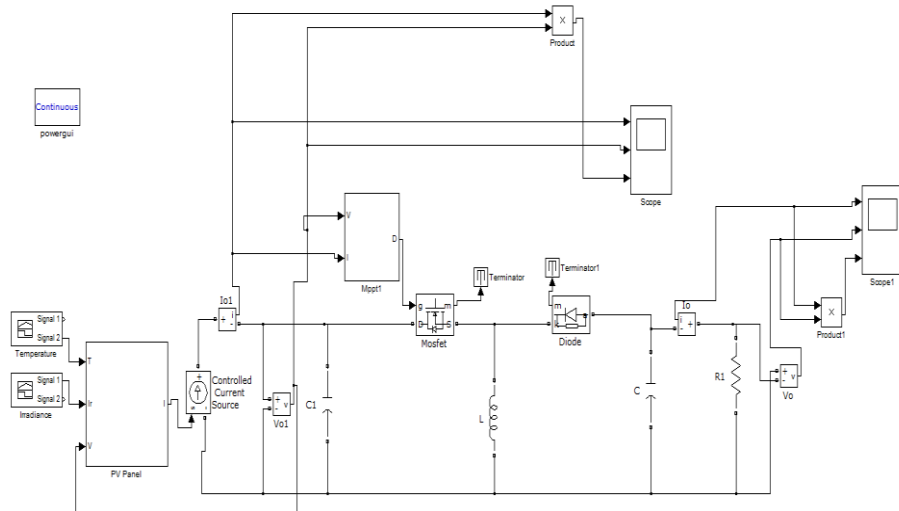 X
Product
Continuous
powergui
Scope
V
I
D
Mppt1
Terminator
Terminator1
Scope1
X
Product1
Io1
+
-
i
g
m
D
S
Mosfet
m
k
a
Diode
Io
i
-
+
Signal 1
Signal 2
Temperature
Signal 1
Signal 2
Irradiance
T
Ir
V
I
PV Panel
+
Controlled
Current
Source
+
-
v
Vo1
C1
L
C
R1
+
-
v
Vo